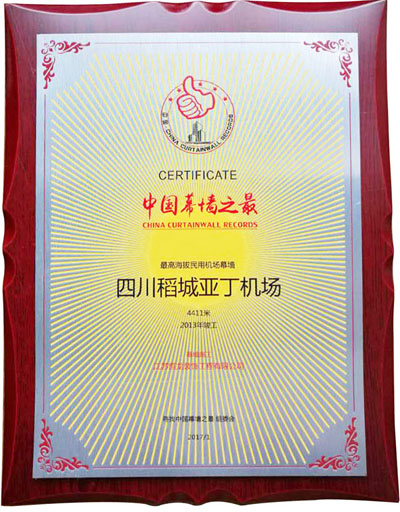 CHINA CURTAINWALL RECORDS
CERTIFICATE
中国幕墙之最
CHINA CURTAINWALL RECORDS
最高海拔民用机场幕墙
四川稻城亚丁机场
4411米
2013年竣工
2017/1